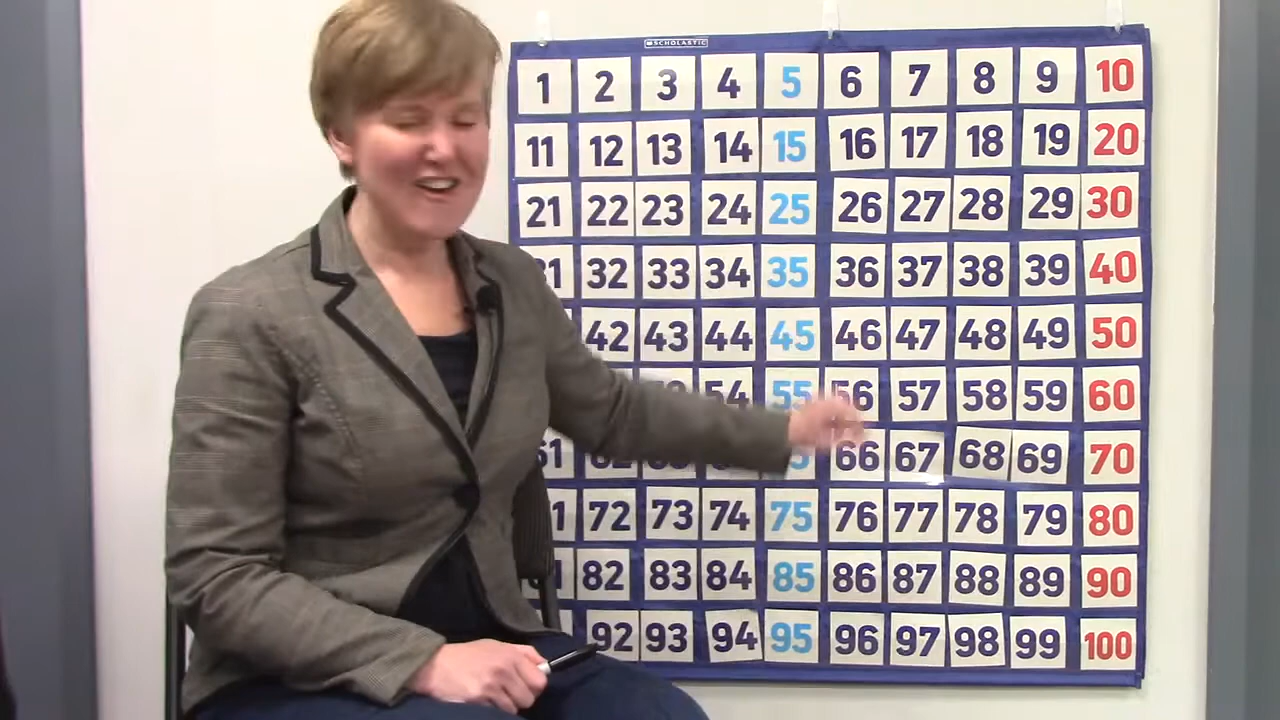 SCHOLASTIC
1 2 3 4 5 6 7 8 9 10
11 12 13 14 15 16 17 18 19 20
21 22 23 24 25 26 27 28 29 30
32 33 34 35 36 37 38 39 40
42 43 44 45 46 47 48 49 50
54 55 56 57 58 59 60
66 67 68 69 70
72 73 74 75 76 77 78 79 80
82 83 84 85 86 87 88 89 90
92 93 94 95 96 97 98 99 100